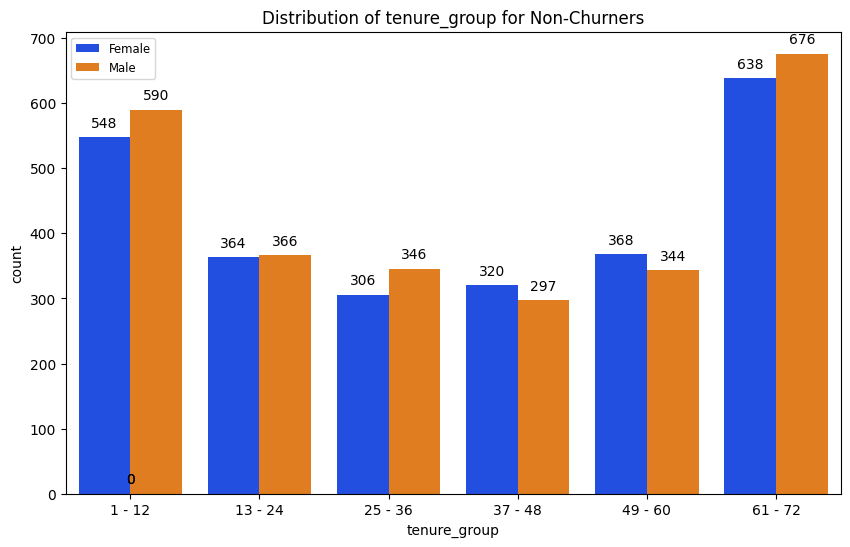 Distribution of tenure_group for Non-Churners
Female
Male
count
700
600
500
400
300
200
100
0
548
590
364
366
306
346
320
297
368
344
638
676
0
1 - 12
13 - 24
25 - 36
37 - 48
49 - 60
61 - 72
tenure_group